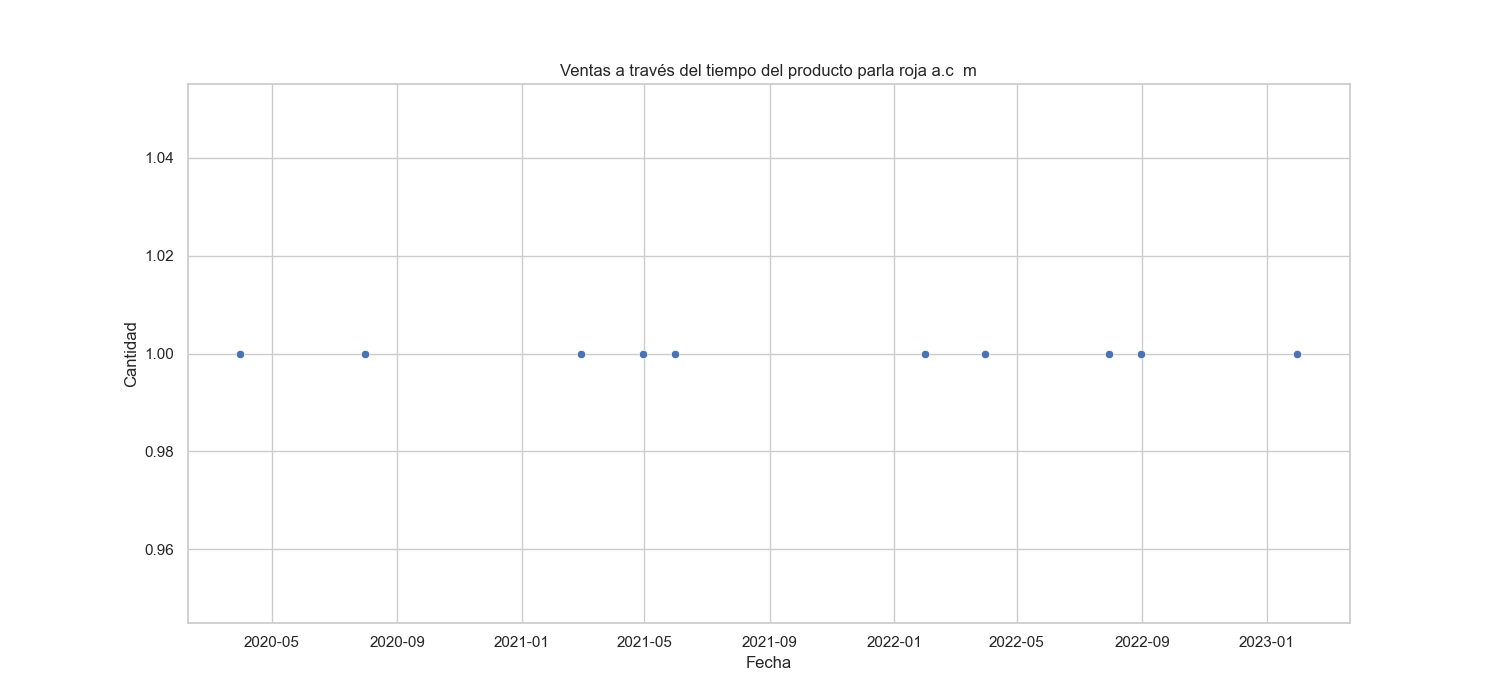 Ventas a través del tiempo del producto parla roja a.c  m
1.04
1.02
1.00
0.98
0.96
Cantidad
2020-05 2020-09 2021-01 2021-05 2021-09 2022-01 2022-05 2022-09 2023-01
Fecha